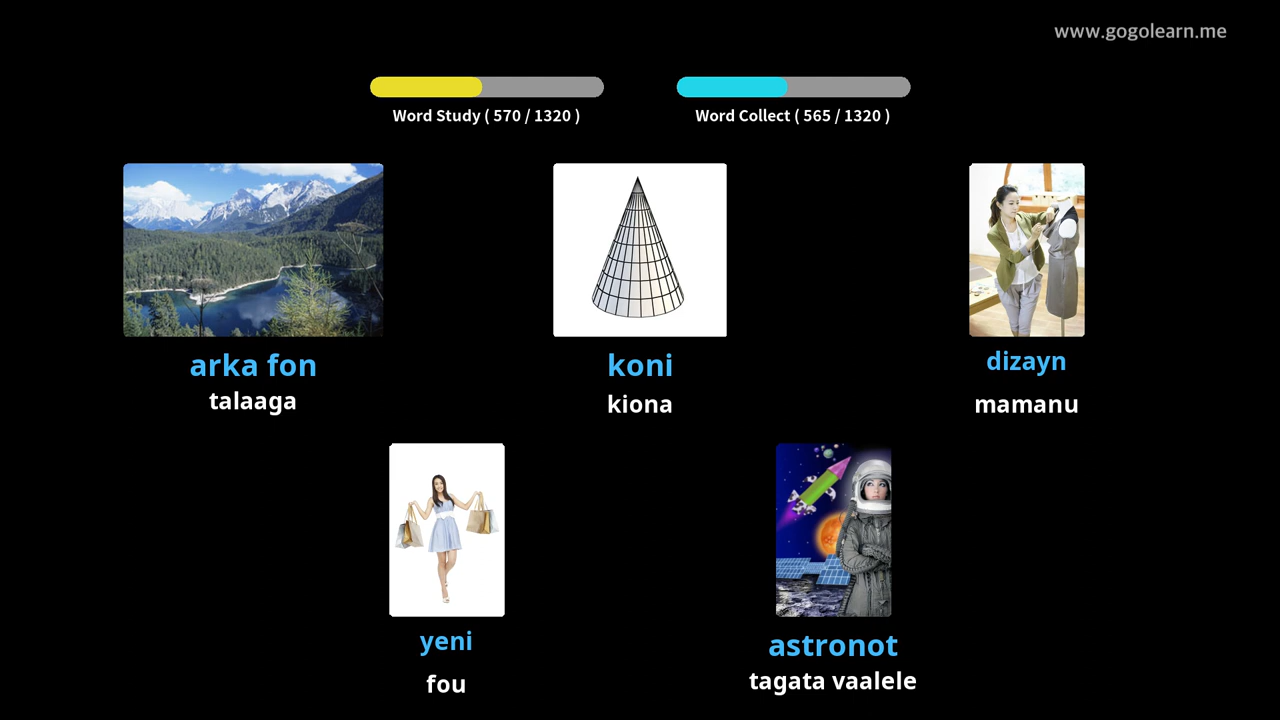 www.gogolearn.me
Word Study ( 570 / 1320 )
Word Collect ( 565 / 1320 )
arka fon
talaaga
koni
kiona
dizayn
mamanu
yeni
fou
astronot
tagata vaalele